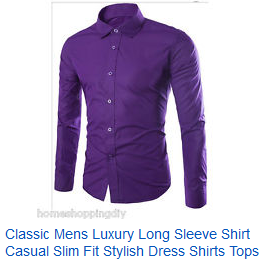 homeshoppingdiy
Classic Mens Luxury Long Sleeve Shirt
Casual Slim Fit Stylish Dress Shirts Tops